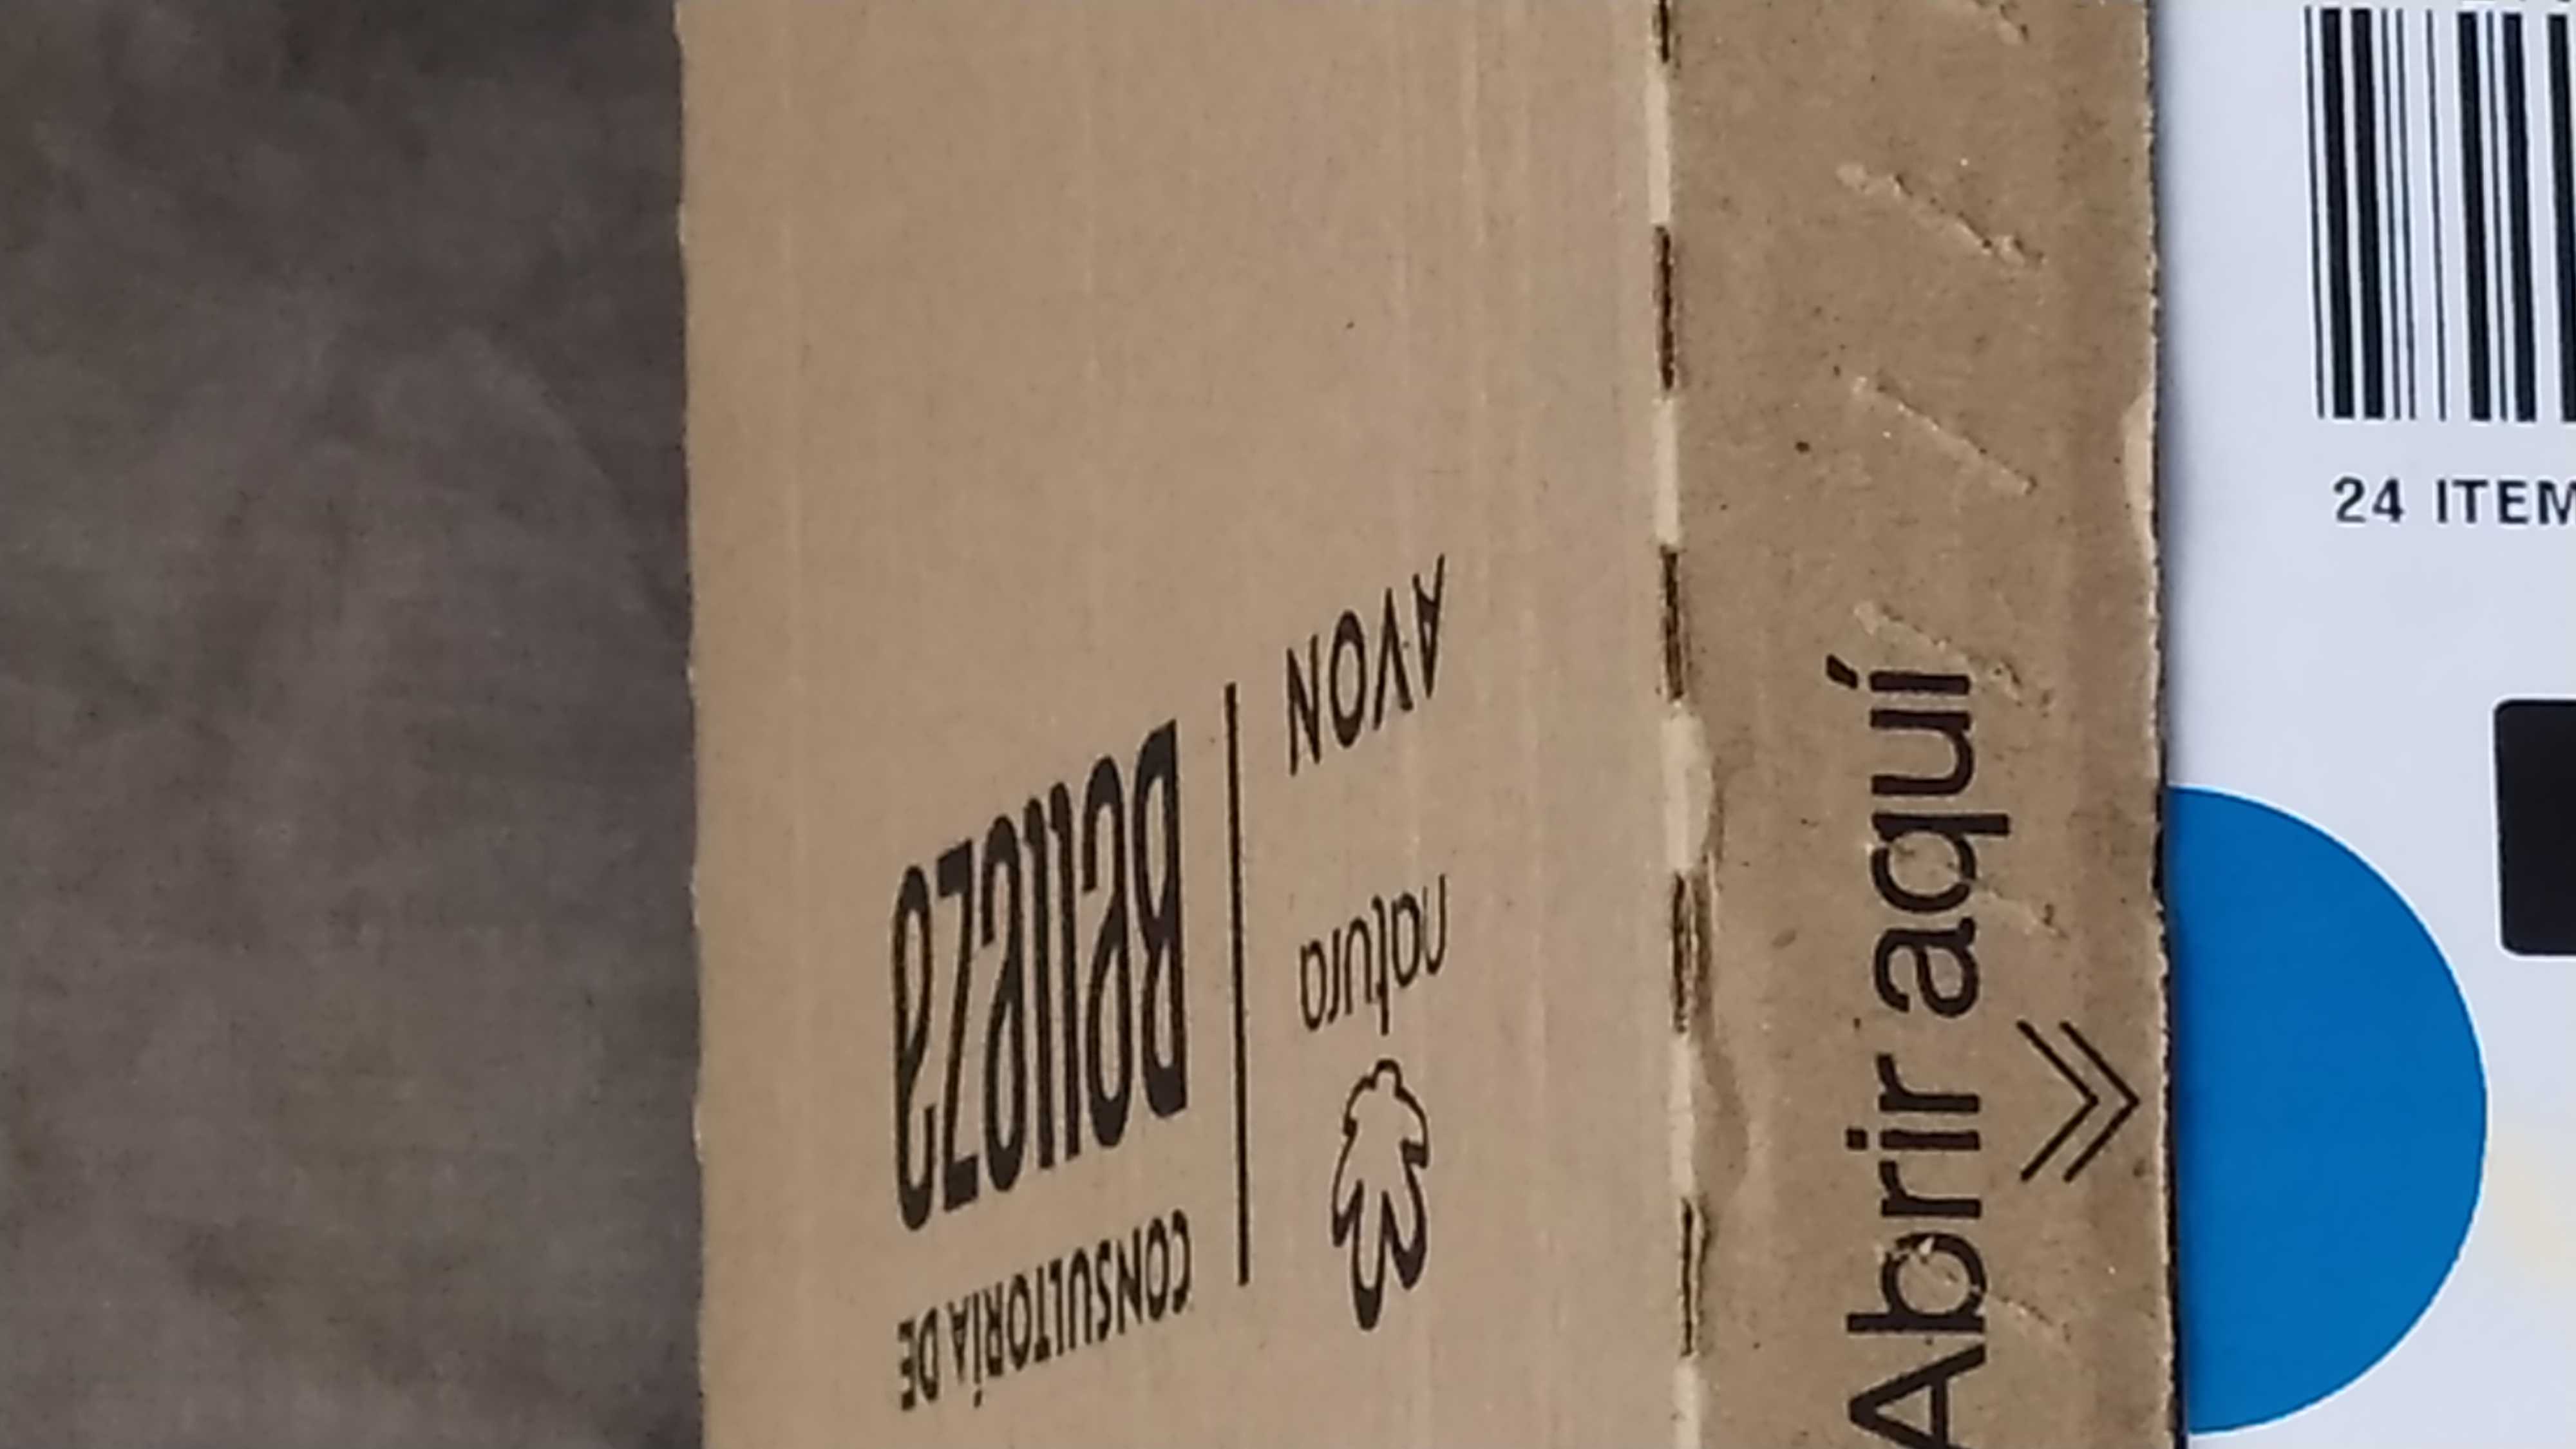 CONSULTORÍA DE
Belleza
natura
AVON
Abrir aquí
24 ITEM